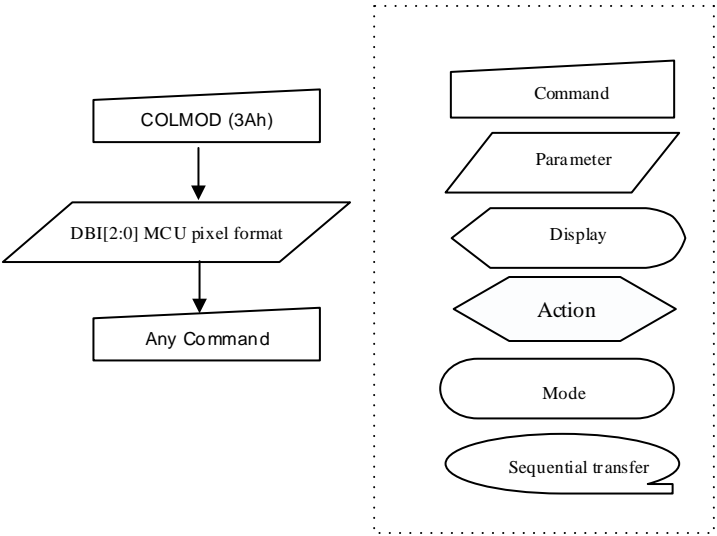 COLMOD (3Ah)
DBI[2:0] MCU pixel format
Any Command
Command
Parameter
Display
Action
Mode
Sequential transfer